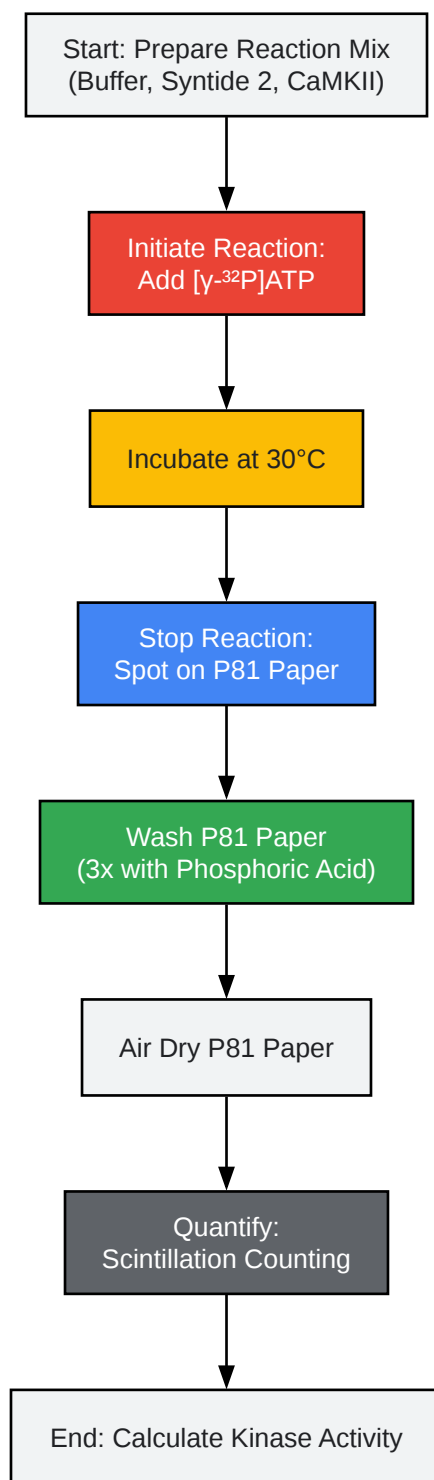 Start: Prepare Reaction Mix
(Buffer, Syntide 2, CaMKII)
Initiate Reaction:
Add [γ-³²P]ATP
Incubate at 30°C
Stop Reaction:
Spot on P81 Paper
Wash P81 Paper
(3x with Phosphoric Acid)
Air Dry P81 Paper
Quantify:
Scintillation Counting
End: Calculate Kinase Activity